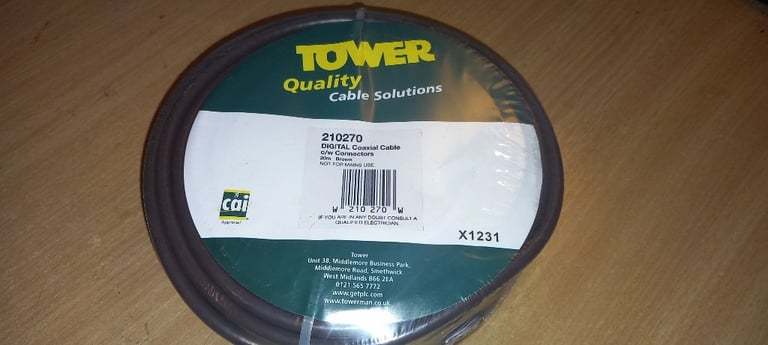 TOWER
Quality
Cable Solutions
210270
DIGITAL Coaxial Cable
c/w Connectors
20m Brown
NOT FOR MAINS USE.
W 210 270 W
IF YOU ARE IN ANY DOUBT CONSULT A
QUALIFIED ELECTRICIAN.
cai
Approved
X1231
Tower
Unit 38, Middlemore Business Park,
Middlemore Road, Smethwick
West Midlands B66 2EA
0121 565 7772
www.getplc.com
www.towerman.co.uk